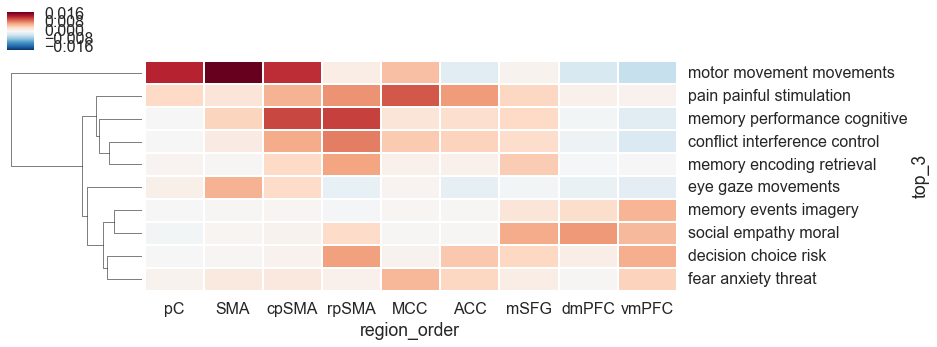 0.016
0.008
0.000
−0.008
−0.016
motor movement movements
pain painful stimulation
memory performance cognitive
conflict interference control
memory encoding retrieval
eye gaze movements
memory events imagery
social empathy moral
decision choice risk
fear anxiety threat
top_3
pC SMA cpSMA rpSMA MCC ACC mSFG dmPFC vmPFC
region_order